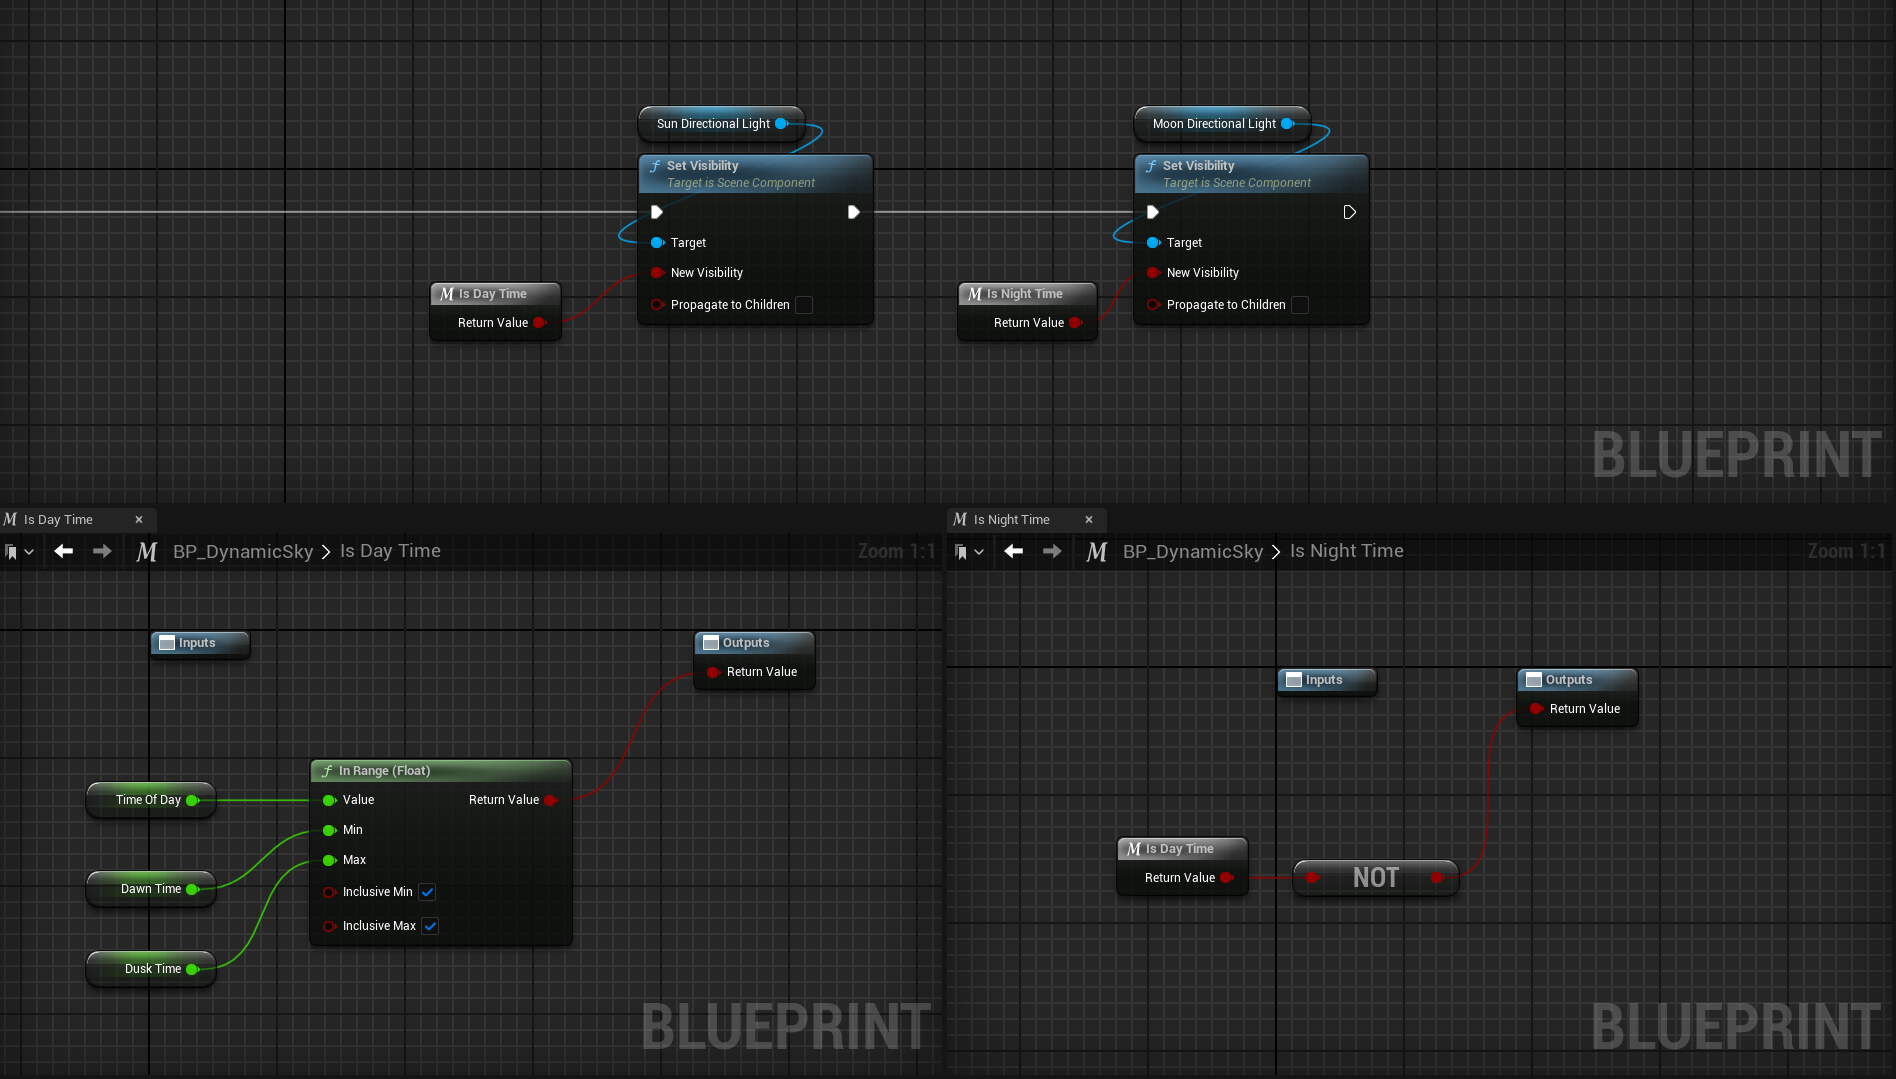 Sun Directional Light
Moon Directional Light
Set Visibility
Target is Scene Component
Target
New Visibility
Propagate to Children
Set Visibility
Target is Scene Component
Target
New Visibility
Propagate to Children
Is Day Time
Return Value
Is Night Time
Return Value
BLUEPRINT
Is Day Time
BP_DynamicSky > Is Day Time
Zoom 1:1
Inputs
Outputs
Return Value
In Range (Float)
Time Of Day
Value
Return Value
Min
Max
Dawn Time
Inclusive Min
Inclusive Max
Dusk Time
BLUEPRINT
Is Night Time
BP_DynamicSky > Is Night Time
Zoom 1:1
Inputs
Outputs
Return Value
Is Day Time
Return Value
NOT
BLUEPRINT